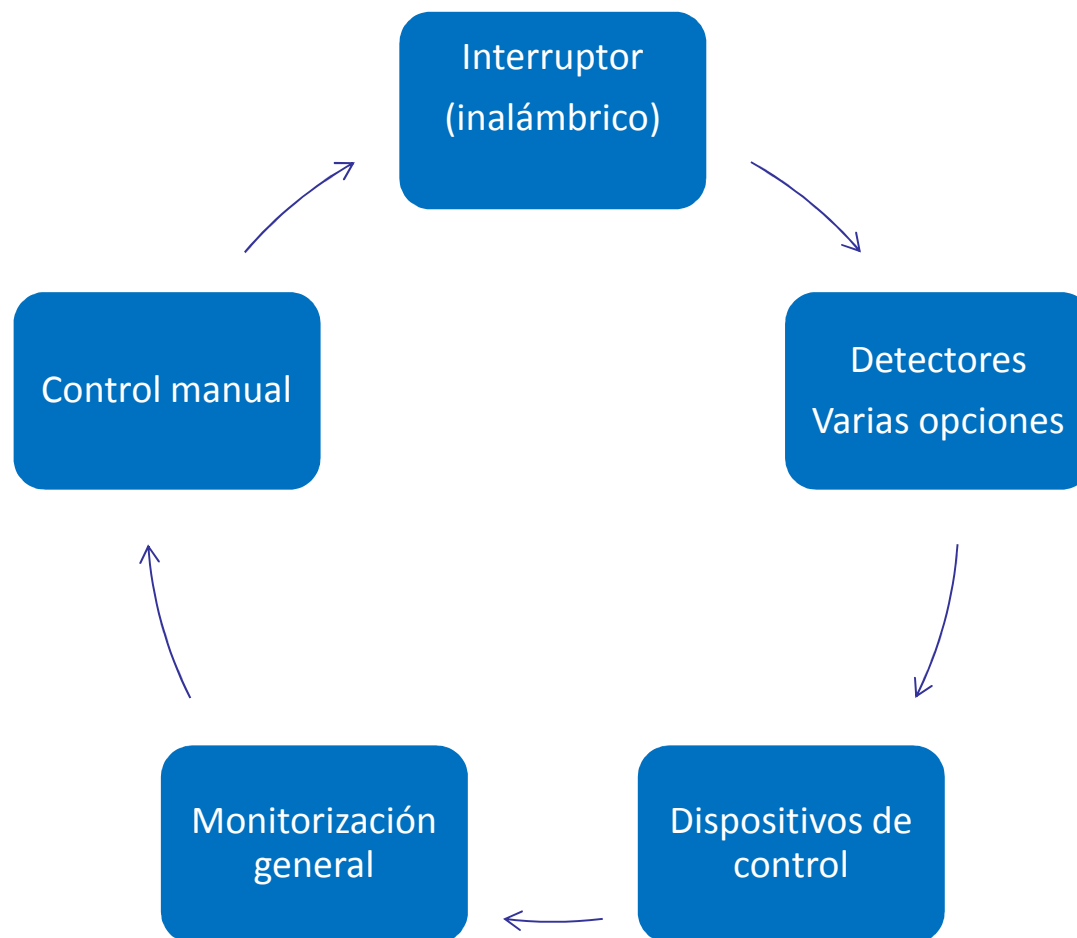 Interruptor
(inalámbrico)
Detectores
Varias opciones
Dispositivos de
control
Monitorización
general
Control manual